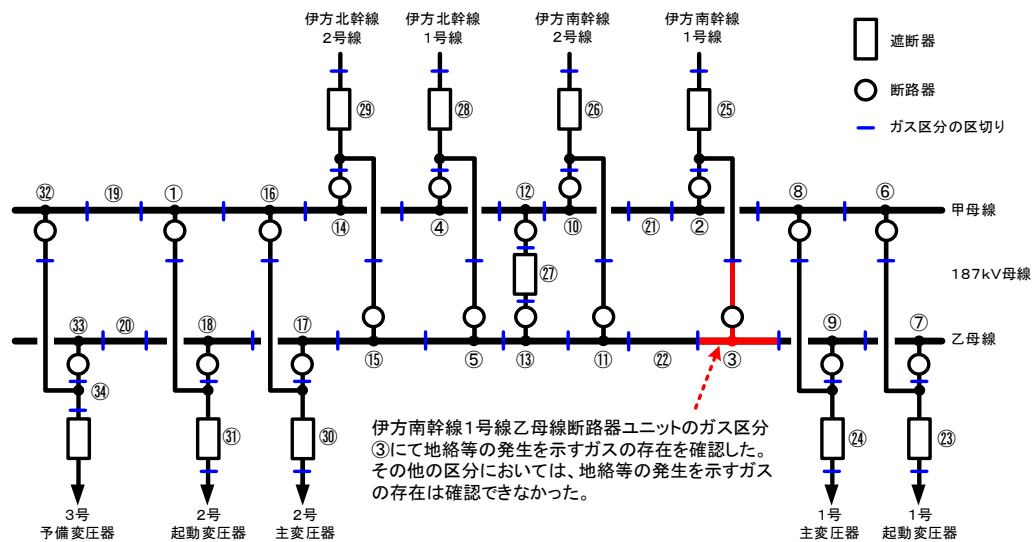 伊方北幹線
2号線
伊方北幹線
1号線
伊方南幹線
2号線
伊方南幹線
1号線
遮断器
断路器
ガス区分の区切り
㉙
㉘
㉖
㉕
㉜
⑲
①
⑯
⑫
⑧
⑥
甲母線
⑭
④
⑩
㉑
②
㉗
187kV母線
㉝
⑳
⑱
⑰
⑨
⑦
乙母線
⑮
⑤
⑬
⑪
㉒
③
㉞
㉛
㉚
㉔
㉓
伊方南幹線1号線乙母線断路器ユニットのガス区分
③にて地絡等の発生を示すガスの存在を確認した。
その他の区分においては、地絡等の発生を示すガス
の存在は確認できなかった。
3号
予備変圧器
2号
起動変圧器
2号
主変圧器
1号
主変圧器
1号
起動変圧器